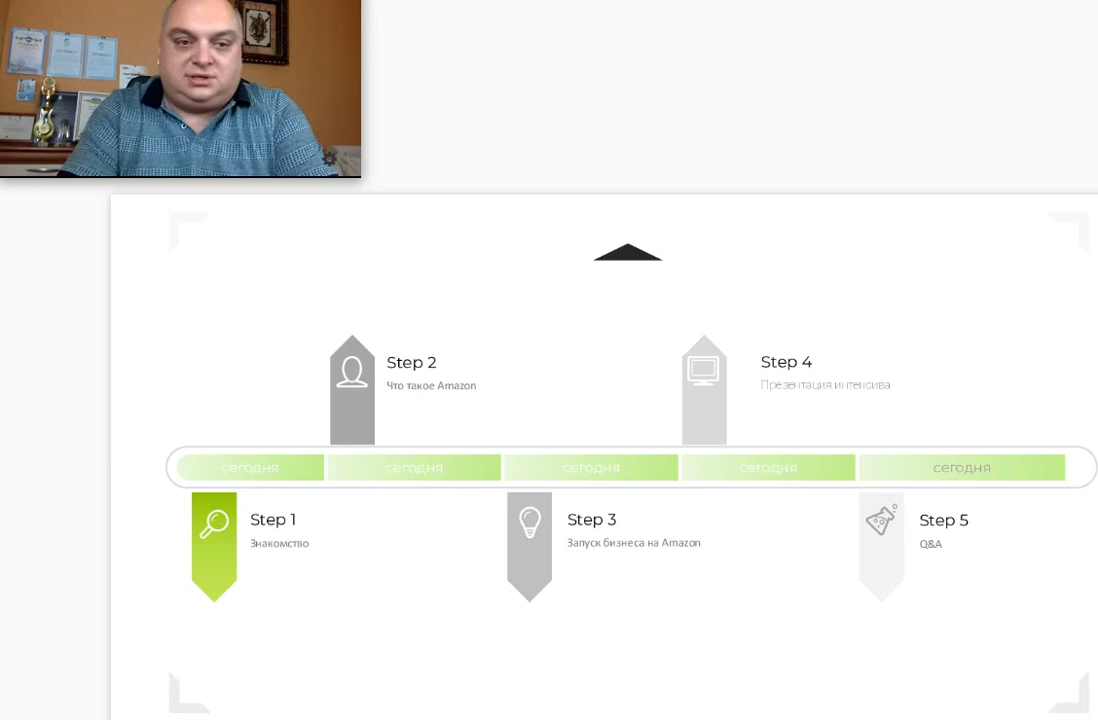 Step 2
Что такое Amazon
Step 4
Презентация интенсива
сегодня
сегодня
сегодня
сегодня
сегодня
Step 1
Знакомство
Step 3
Запуск бизнеса на Amazon
Step 5
Q&A